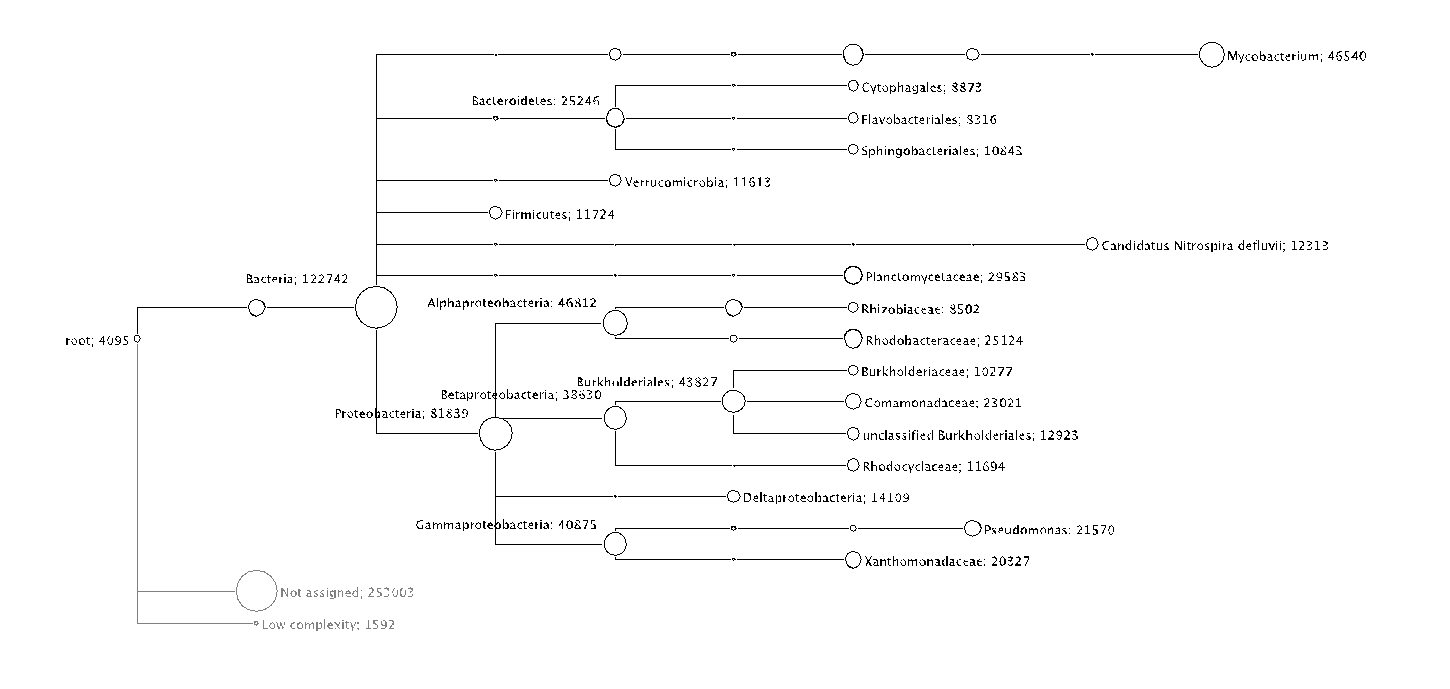 Mycobacterium; 46540
Cytophagales; 8873
Bacteroidetes; 25246
Flavobacteriales; 8316
Sphingobacteriales; 10843
Verrucomicrobia; 11613
Firmicutes; 11724
Candidatus Nitrospira defluvii; 12313
Bacteria; 122742
Planctomycetaceae; 29583
Alphaproteobacteria; 46812
Rhizobiaceae; 8502
root; 4095
Rhodobacteraceae; 25124
Burkholderiaceae; 10277
Burkholderiales; 43827
Betaproteobacteria; 38630
Comamonadaceae; 23021
Proteobacteria; 81839
unclassified Burkholderiales; 12923
Rhodocyclaceae; 11694
Deltaproteobacteria; 14109
Gammaproteobacteria; 40875
Pseudomonas; 21570
Xanthomonadaceae; 20327
Not assigned; 253003
Low complexity; 1592